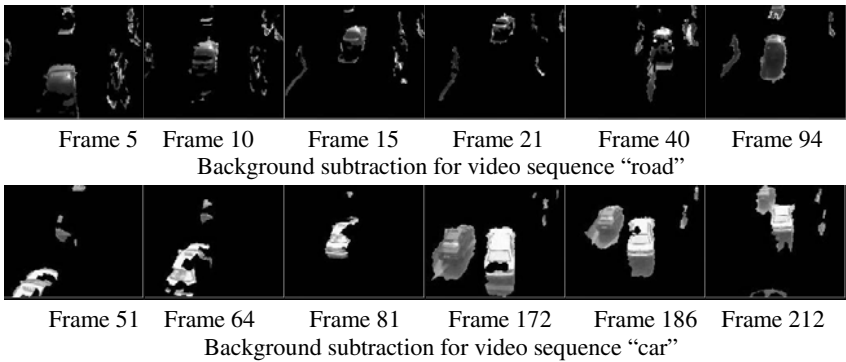 Frame 5 Frame 10 Frame 15 Frame 21 Frame 40 Frame 94
Background subtraction for video sequence “road”
Frame 51 Frame 64 Frame 81 Frame 172 Frame 186 Frame 212
Background subtraction for video sequence “car”